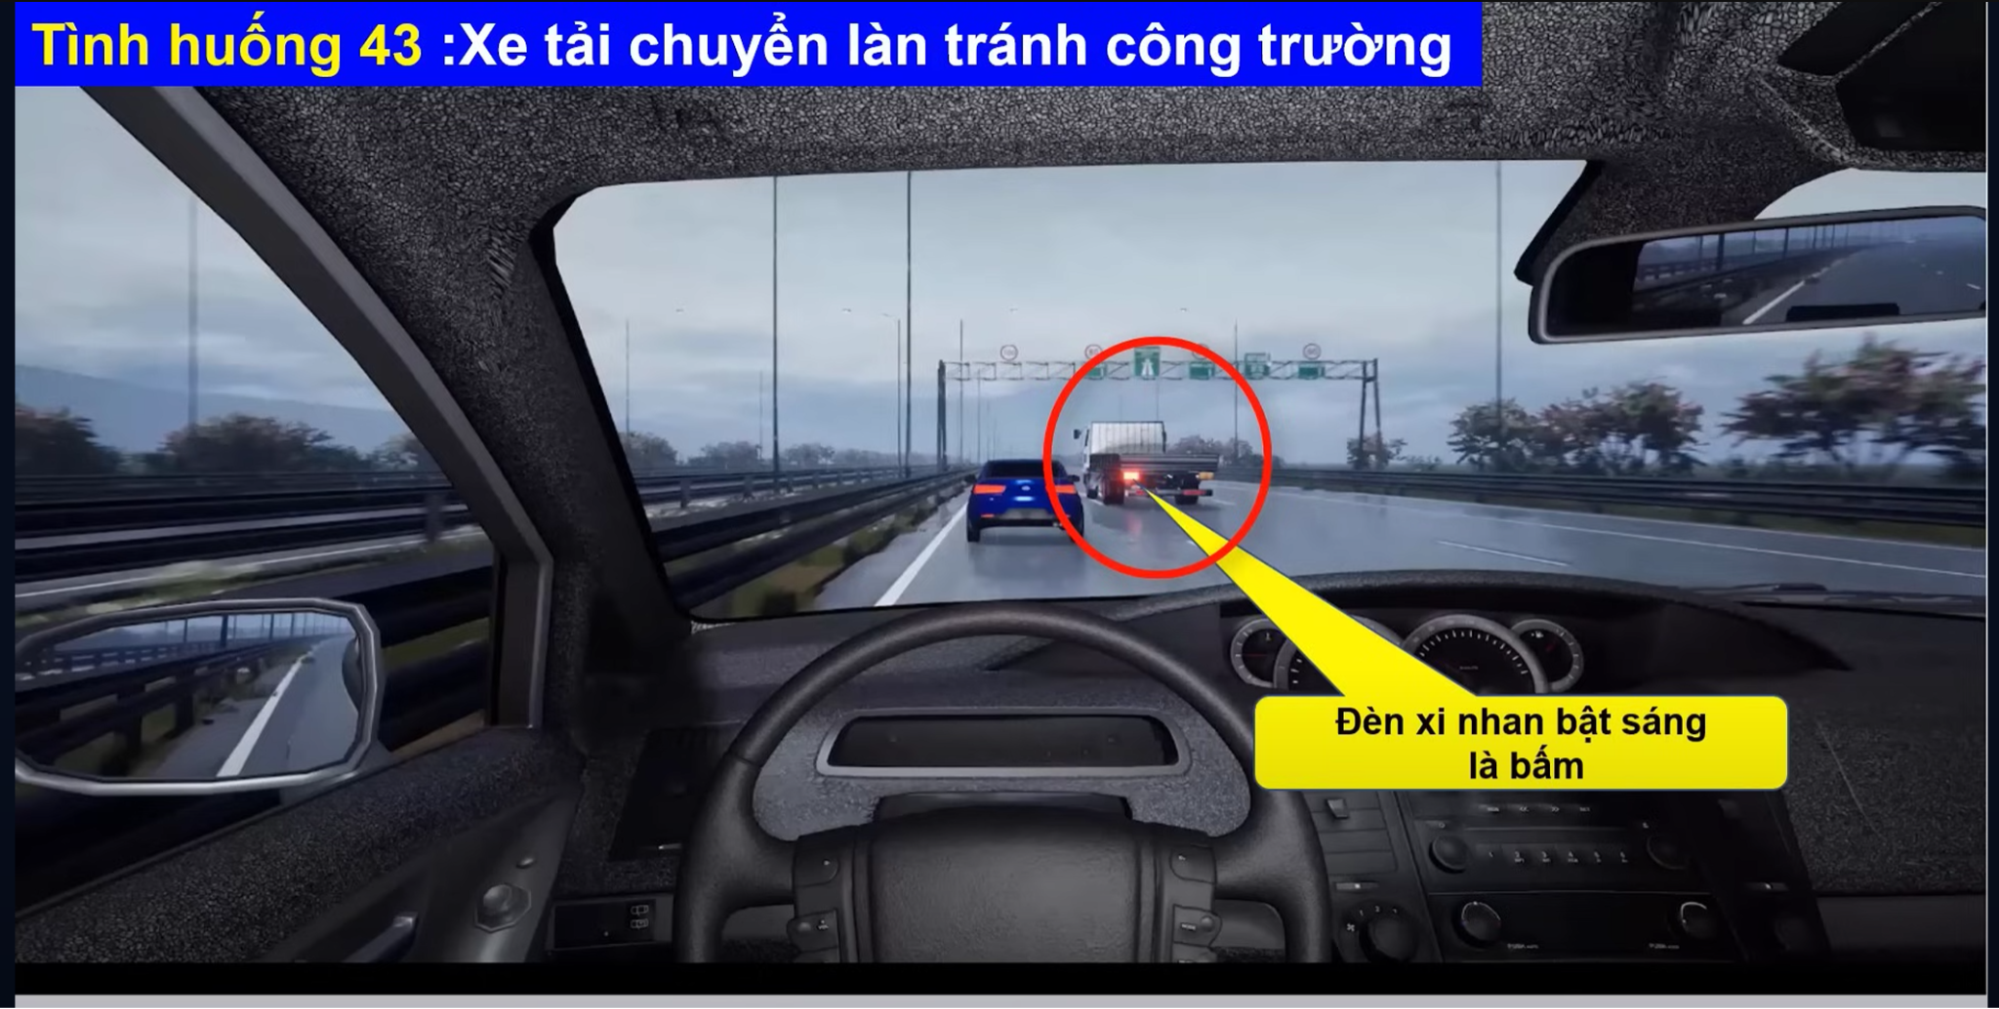 Tình huống 43 :Xe tải chuyển làn tránh công trường
Đèn xi nhan bật sáng
là bấm